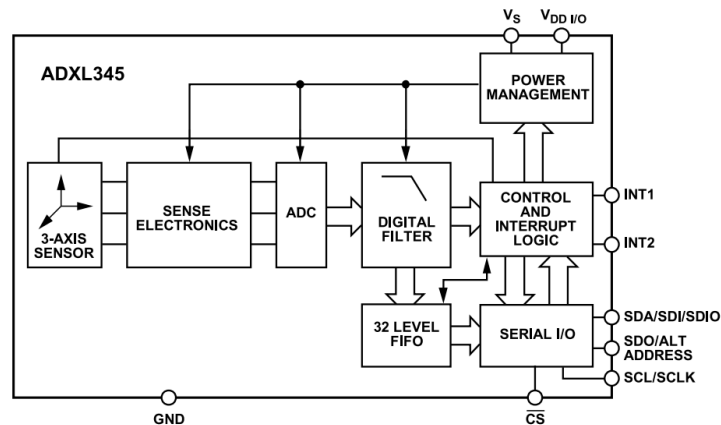 VS
VDD I/O
ADXL345
POWER
MANAGEMENT
3-AXIS
SENSOR
SENSE
ELECTRONICS
ADC
DIGITAL
FILTER
CONTROL
AND
INTERRUPT
LOGIC
INT1
INT2
32 LEVEL
FIFO
SERIAL I/O
SDA/SDI/SDIO
SDO/ALT
ADDRESS
SCL/SCLK
GND
C̅S̅